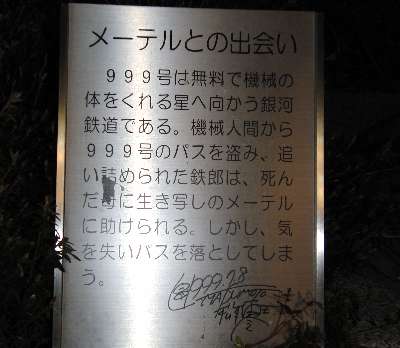 メーテルとの出会い
999号は無料で機械の
体をくれる星へ向かう銀河
鉄道である。機械人間から
999号のパスを盗み、追
い詰められた鉄郎は、死ん
だ母に生き写しのメーテル
に助けられる。しかし、気
を失いパスを落としてしま
う。
1999.7.8